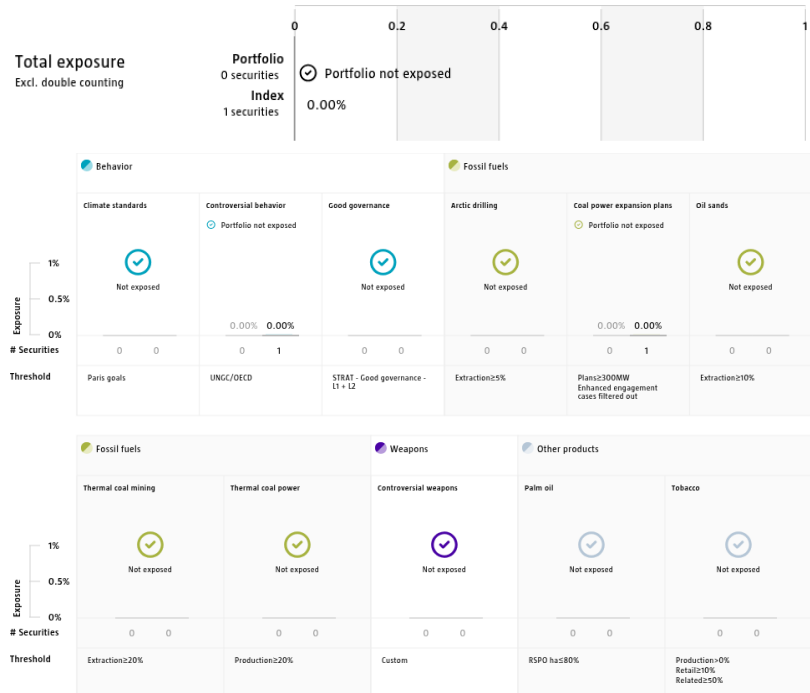 0 0.2 0.4 0.6 0.8 1
Total exposure
Excl. double counting
Portfolio
0 securities
Portfolio not exposed
Index
1 securities
0.00%
Behavior
Fossil fuels
Climate standards
Controversial behavior
Good governance
Arctic drilling
Coal power expansion plans
Oil sands
Portfolio not exposed
Portfolio not exposed
Not exposed
Not exposed
Not exposed
Not exposed
Exposure
1%
0.5%
0%
0.00% 0.00%
0.00% 0.00%
# Securities
0 0
0 1
0 0
0 0
0 1
0 0
Threshold
Paris goals
UNGC/OECD
STRAT - Good governance -
L1 + L2
Extraction≥5%
Plans≥300MW
Enhanced engagement
cases filtered out
Extraction≥10%
Fossil fuels
Weapons
Other products
Thermal coal mining
Thermal coal power
Controversial weapons
Palm oil
Tobacco
Not exposed
Not exposed
Not exposed
Not exposed
Not exposed
Exposure
1%
0.5%
0%
# Securities
0 0
0 0
0 0
0 0
0 0
Threshold
Extraction≥20%
Production≥20%
Custom
RSPO ha≤80%
Production>0%
Retail≥10%
Related≥50%